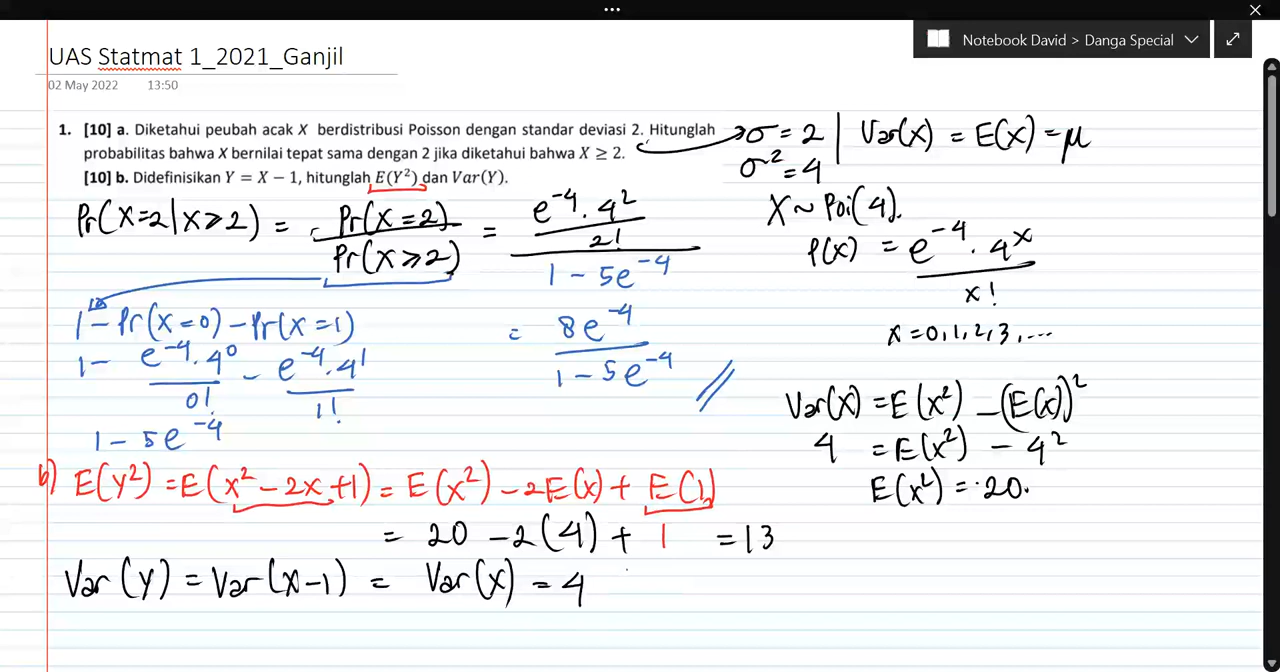 Notebook David > Danga Special
UAS Statmat 1_2021_Ganjil
02 May 2022 13:50
1. [10] a. Diketahui peubah acak X berdistribusi Poisson dengan standar deviasi 2. Hitunglah
probabilitas bahwa X bernilai tepat sama dengan 2 jika diketahui bahwa X ≥ 2.
[10] b. Didefinisikan Y = X − 1, hitunglah E(Y²) dan Var(Y).
σ = 2 | Var(X) = E(X) = μ
σ² = 4
X ~ Poi(4).
P(x) = e⁻⁴ · 4ˣ / x!
x = 0, 1, 2, 3, ....
Pr(X=2 | X ≥ 2) = Pr(X=2) / Pr(X ≥ 2) = (e⁻⁴ · 4² / 2!) / (1 − 5e⁻⁴)
= 8e⁻⁴ / (1 − 5e⁻⁴) //
1 − Pr(X=0) − Pr(X=1)
1 − e⁻⁴ · 4⁰ / 0! − e⁻⁴ · 4¹ / 1!
1 − 5e⁻⁴
Var(X) = E(X²) − (E(X))²
4 = E(X²) − 4²
E(X²) = 20.
b) E(Y²) = E(X² − 2X + 1) = E(X²) − 2E(X) + E(1)
= 20 − 2(4) + 1 = 13
Var(Y) = Var(X−1) = Var(X) = 4